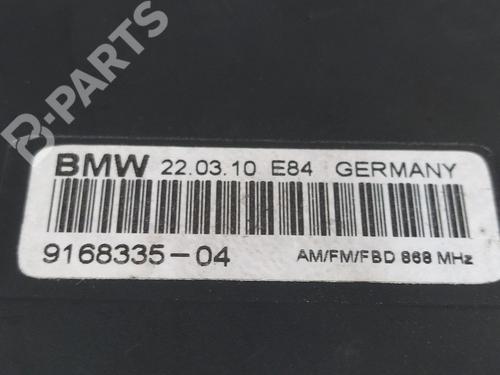 B-PARTS
BMW 22.03.10 E84 GERMANY
9168335-04 AM/FM/FBD 868 MHz